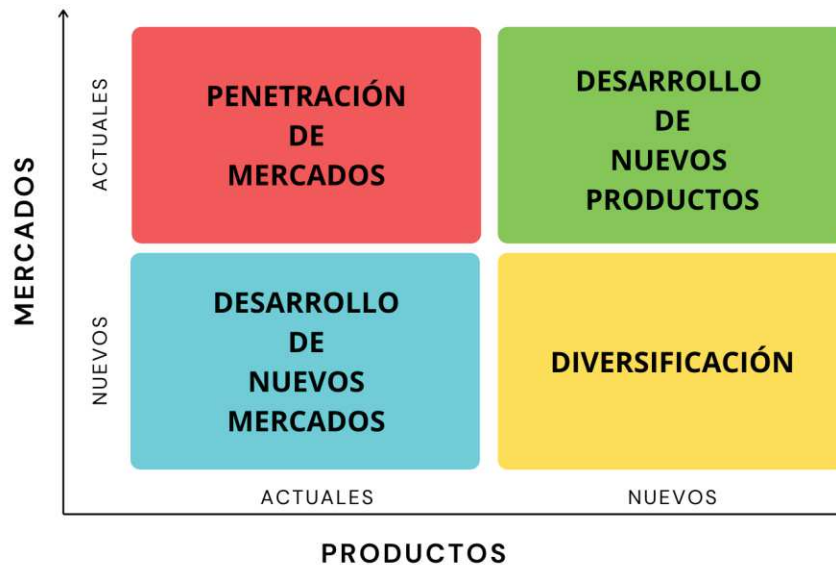 MERCADOS
ACTUALES
PENETRACIÓN
DE
MERCADOS
DESARROLLO
DE
NUEVOS
PRODUCTOS
NUEVOS
DESARROLLO
DE
NUEVOS
MERCADOS
DIVERSIFICACIÓN
ACTUALES
NUEVOS
PRODUCTOS